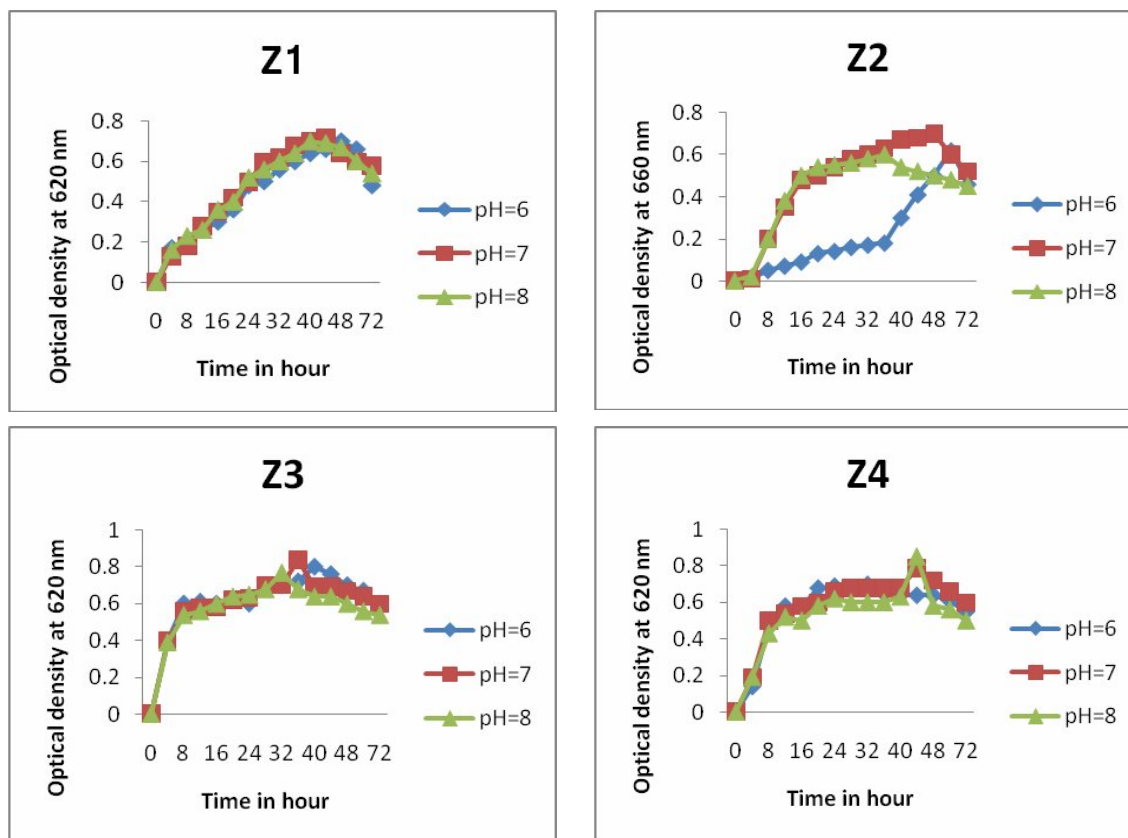 Z1
Optical density at 620 nm
0.8
0.6
0.4
0.2
0
0 8 16 24 32 40 48 72
Time in hour
pH=6
pH=7
pH=8
Z2
Optical density at 660 nm
0.8
0.6
0.4
0.2
0
0 8 16 24 32 40 48 72
Time in hour
pH=6
pH=7
pH=8
Z3
Optical density at 620 nm
1
0.8
0.6
0.4
0.2
0
0 8 16 24 32 40 48 72
Time in hour
pH=6
pH=7
pH=8
Z4
Optical density at 620 nm
1
0.8
0.6
0.4
0.2
0
0 8 16 24 32 40 48 72
Time in hour
pH=6
pH=7
pH=8